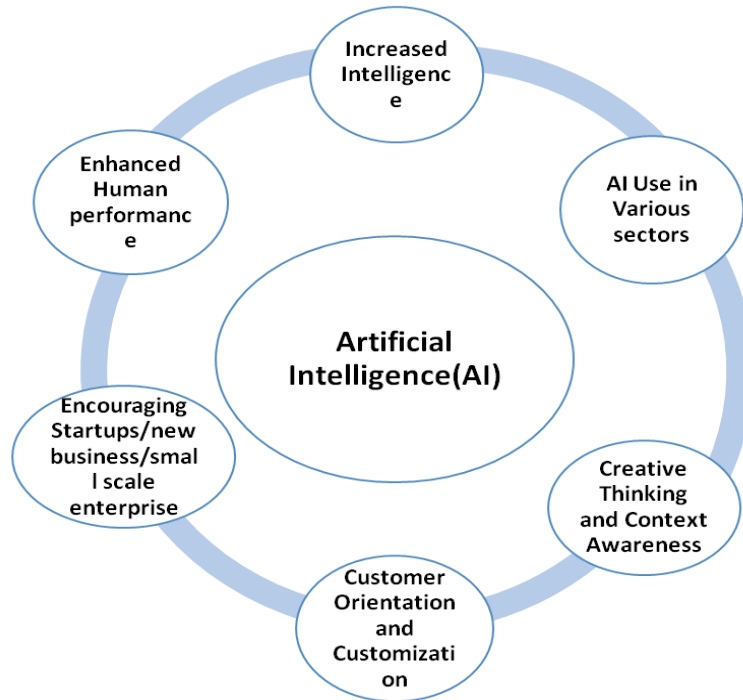 Increased
Intelligenc
e
AI Use in
Various
sectors
Creative
Thinking
and Context
Awareness
Customer
Orientation
and
Customizati
on
Encouraging
Startups/new
business/smal
l scale
enterprise
Enhanced
Human
performanc
e
Artificial
Intelligence(AI)